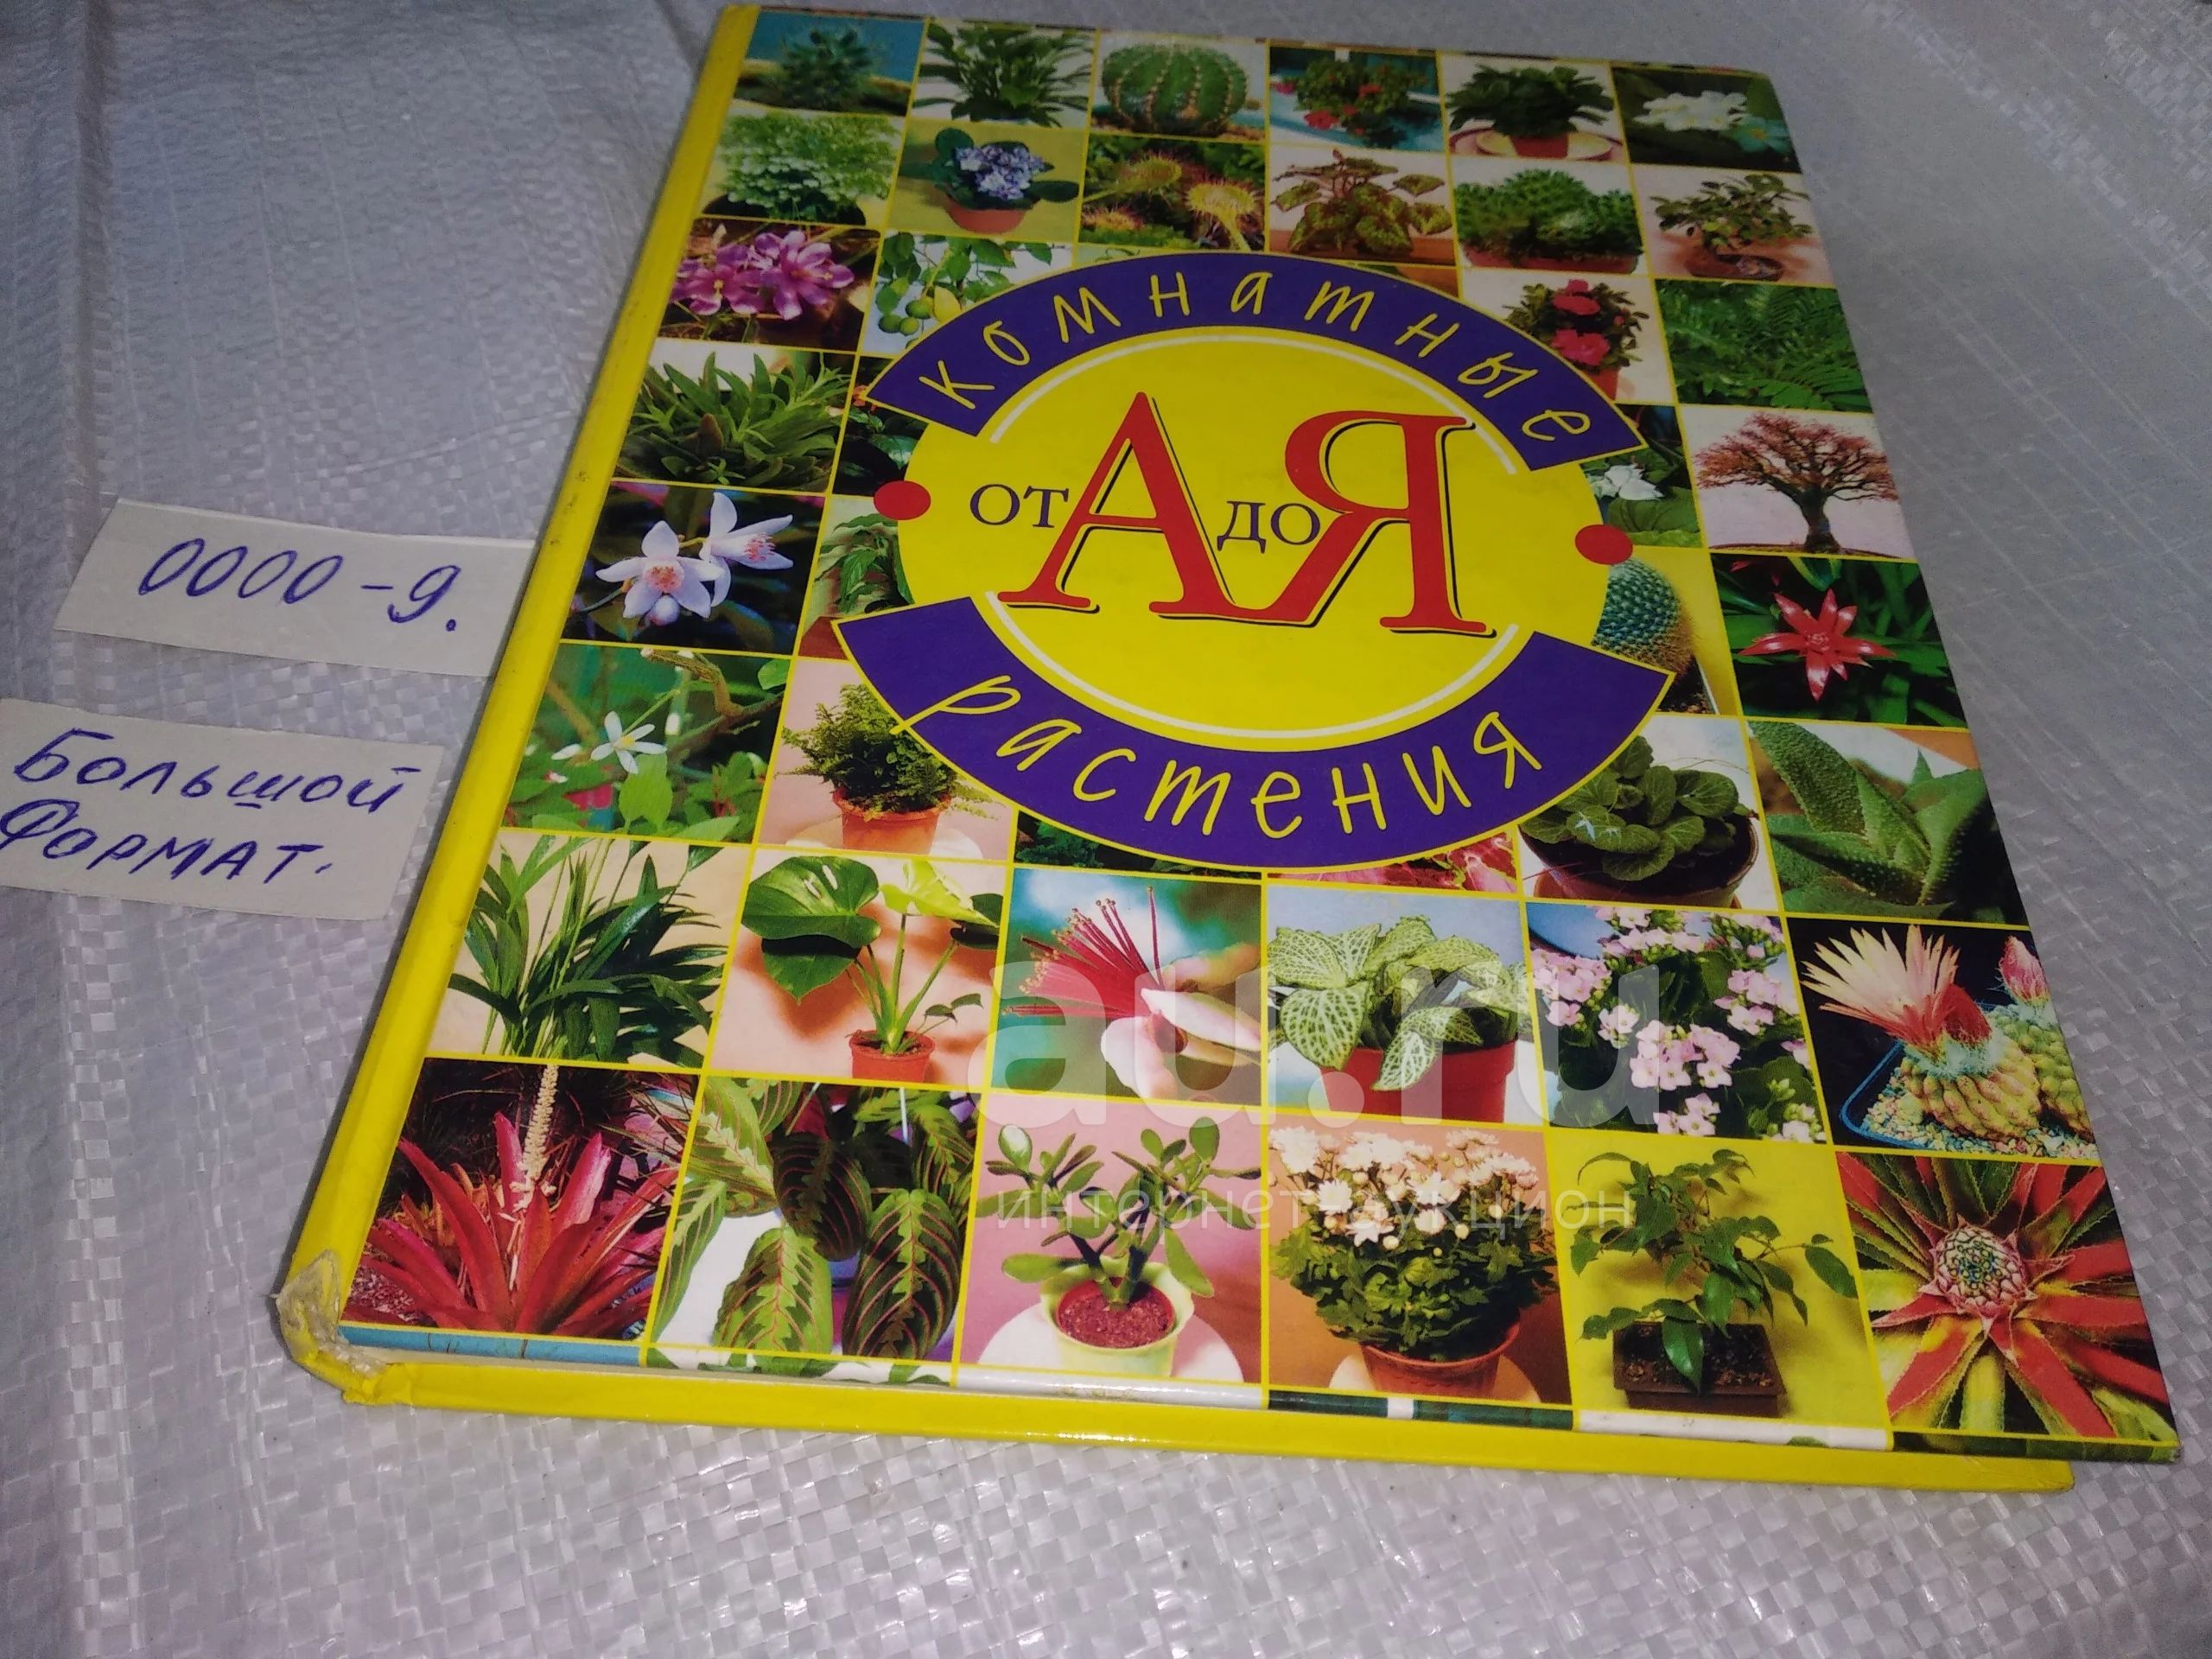 комнатные
от А до Я
растения
0000-9.
Большой
Формат.
au.ru
интернет-аукцион